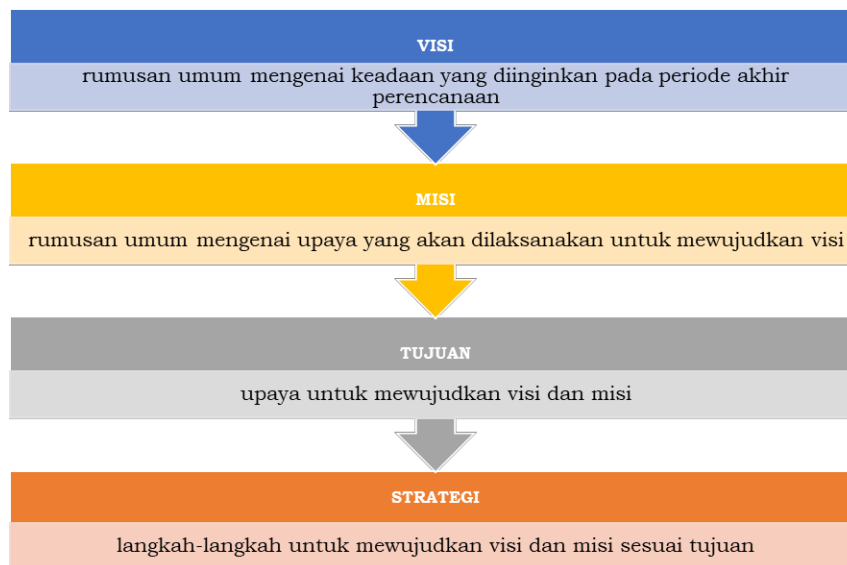 VISI
rumusan umum mengenai keadaan yang diinginkan pada periode akhir
perencanaan
MISI
rumusan umum mengenai upaya yang akan dilaksanakan untuk mewujudkan visi
TUJUAN
upaya untuk mewujudkan visi dan misi
STRATEGI
langkah-langkah untuk mewujudkan visi dan misi sesuai tujuan